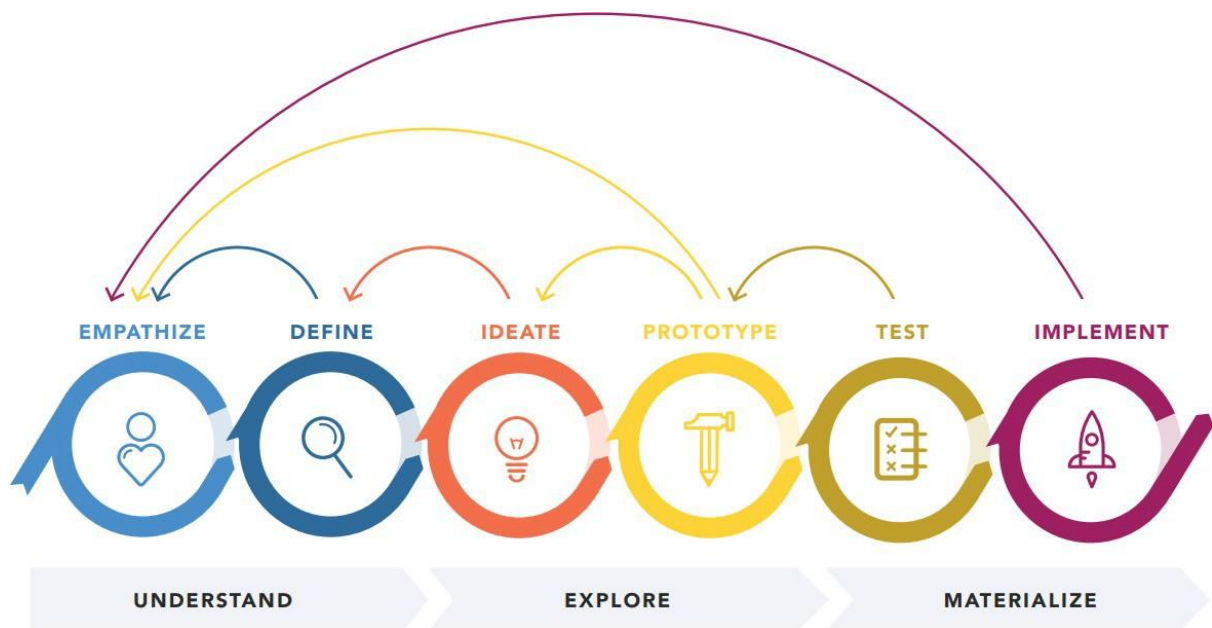 EMPATHIZE
DEFINE
IDEATE
PROTOTYPE
TEST
IMPLEMENT
UNDERSTAND
EXPLORE
MATERIALIZE